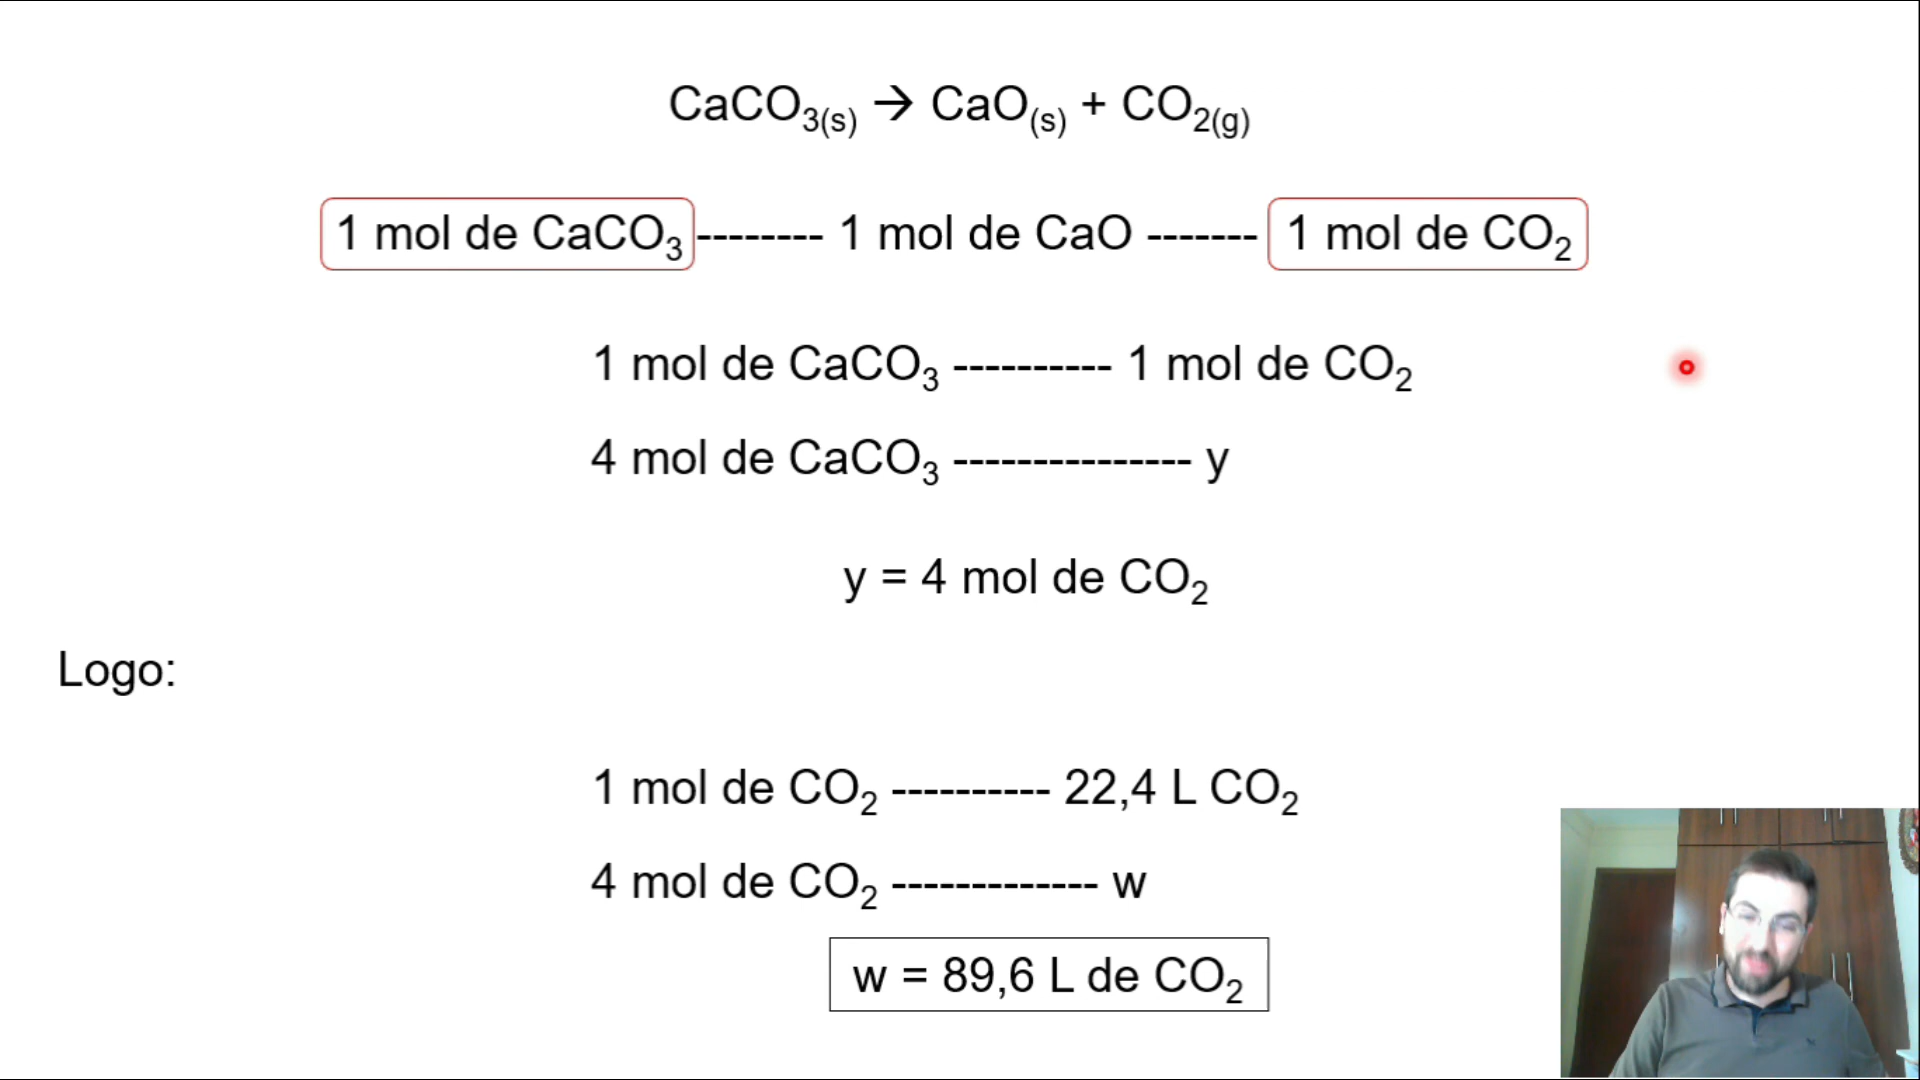 CaCO₃₍ₛ₎ → CaO₍ₛ₎ + CO₂(g)
1 mol de CaCO₃ -------- 1 mol de CaO ------- 1 mol de CO₂
1 mol de CaCO₃ ---------- 1 mol de CO₂
4 mol de CaCO₃ --------------- y
y = 4 mol de CO₂
Logo:
1 mol de CO₂ ---------- 22,4 L CO₂
4 mol de CO₂ ------------- w
w = 89,6 L de CO₂